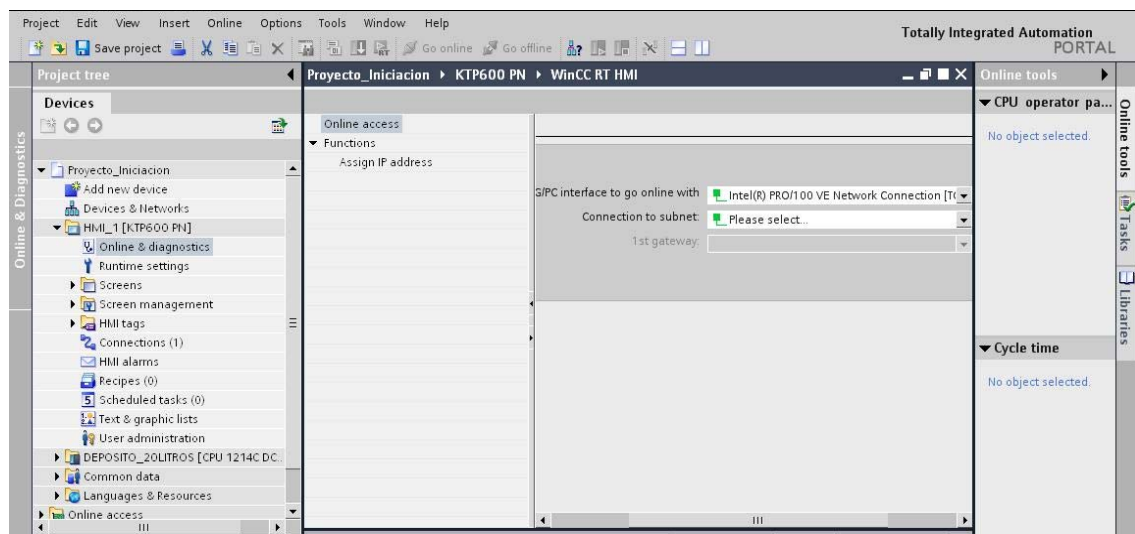 Project Edit View Insert Online Options Tools Window Help
Totally Integrated Automation
PORTAL
Save project
Go online
Go offline
Project tree
Proyecto_Iniciacion ▸ KTP600 PN ▸ WinCC RT HMI
Online tools
Devices
Online access
Functions
Assign IP address
Proyecto_Iniciacion
Add new device
Devices & Networks
HMI_1 [KTP600 PN]
Online & diagnostics
Runtime settings
Screens
Screen management
HMI tags
Connections (1)
HMI alarms
Recipes (0)
Scheduled tasks (0)
Text & graphic lists
User administration
DEPOSITO_20LITROS [CPU 1214C DC..
Common data
Languages & Resources
Online access
G/PC interface to go online with
Intel(R) PRO/100 VE Network Connection [TC
Connection to subnet:
Please select...
1st gateway:
CPU operator pa...
No object selected.
Cycle time
No object selected.
Online & Diagnostics
Online tools
Tasks
Libraries